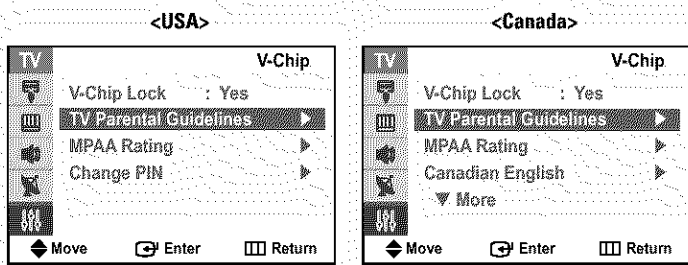 <USA>
TV
V-Chip
V-Chip Lock : Yes
TV Parental Guidelines ▶
MPAA Rating ▶
Change PIN ▶
Move Enter Return
<Canada>
TV
V-Chip
V-Chip Lock : Yes
TV Parental Guidelines ▶
MPAA Rating ▶
Canadian English ▶
▼ More
Move Enter Return